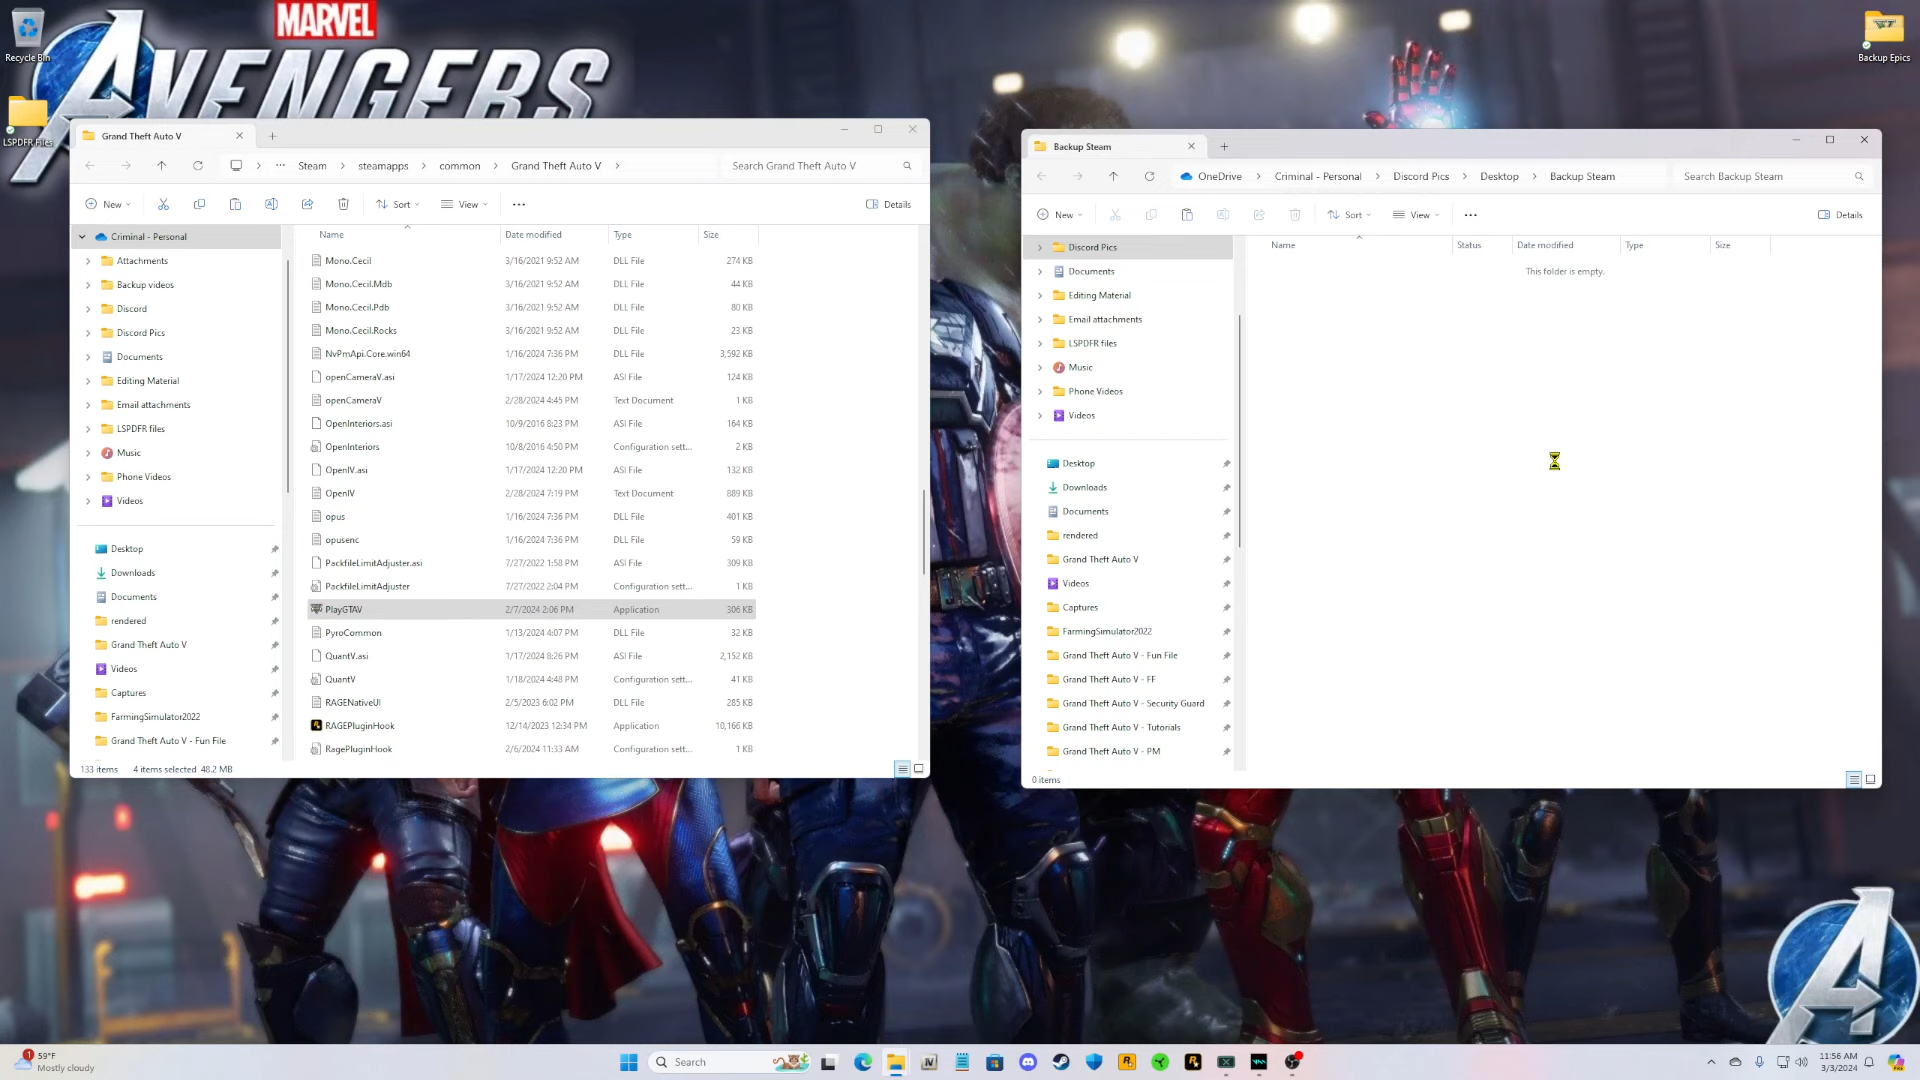 MARVEL
AVENGERS
Recycle Bin
LSPDFR Files
Backup Epics
Grand Theft Auto V
Steam
steamapps
common
Grand Theft Auto V
Search Grand Theft Auto V
New
Sort
View
Details
Criminal - Personal
Attachments
Backup videos
Discord
Discord Pics
Documents
Editing Material
Email attachments
LSPDFR files
Music
Phone Videos
Videos
Desktop
Downloads
Documents
rendered
Grand Theft Auto V
Videos
Captures
FarmingSimulator2022
Grand Theft Auto V - Fun File
Name Date modified Type Size
Mono.Cecil 3/16/2021 9:52 AM DLL File 274 KB
Mono.Cecil.Mdb 3/16/2021 9:52 AM DLL File 44 KB
Mono.Cecil.Pdb 3/16/2021 9:52 AM DLL File 80 KB
Mono.Cecil.Rocks 3/16/2021 9:52 AM DLL File 23 KB
NvPmApi.Core.win64 1/16/2024 7:36 PM DLL File 3,592 KB
openCameraV.asi 1/17/2024 12:20 PM ASI File 124 KB
openCameraV 2/28/2024 4:45 PM Text Document 1 KB
OpenInteriors.asi 10/9/2016 8:23 PM ASI File 164 KB
OpenInteriors 10/8/2016 4:50 PM Configuration sett... 2 KB
OpenIV.asi 1/17/2024 12:20 PM ASI File 132 KB
OpenIV 2/28/2024 7:19 PM Text Document 889 KB
opus 1/16/2024 7:36 PM DLL File 401 KB
opusenc 1/16/2024 7:36 PM DLL File 59 KB
PackfileLimitAdjuster.asi 7/27/2022 1:58 PM ASI File 309 KB
PackfileLimitAdjuster 7/27/2022 2:04 PM Configuration sett... 1 KB
PlayGTAV 2/7/2024 2:06 PM Application 306 KB
PyroCommon 1/13/2024 4:07 PM DLL File 32 KB
QuantV.asi 1/17/2024 8:26 PM ASI File 2,152 KB
QuantV 1/18/2024 4:48 PM Configuration sett... 41 KB
RAGENativeUI 2/5/2023 6:02 PM DLL File 285 KB
RAGEPluginHook 12/14/2023 12:34 PM Application 10,166 KB
RagePluginHook 2/6/2024 11:33 AM Configuration sett... 1 KB
133 items 4 items selected 48.2 MB
Backup Steam
OneDrive
Criminal - Personal
Discord Pics
Desktop
Backup Steam
Search Backup Steam
New
Sort
View
Details
Discord Pics
Documents
Editing Material
Email attachments
LSPDFR files
Music
Phone Videos
Videos
Desktop
Downloads
Documents
rendered
Grand Theft Auto V
Videos
Captures
FarmingSimulator2022
Grand Theft Auto V - Fun File
Grand Theft Auto V - FF
Grand Theft Auto V - Security Guard
Grand Theft Auto V - Tutorials
Grand Theft Auto V - PM
Name Status Date modified Type Size
This folder is empty.
0 items
1
59°F
Mostly cloudy
Search
11:56 AM
3/3/2024